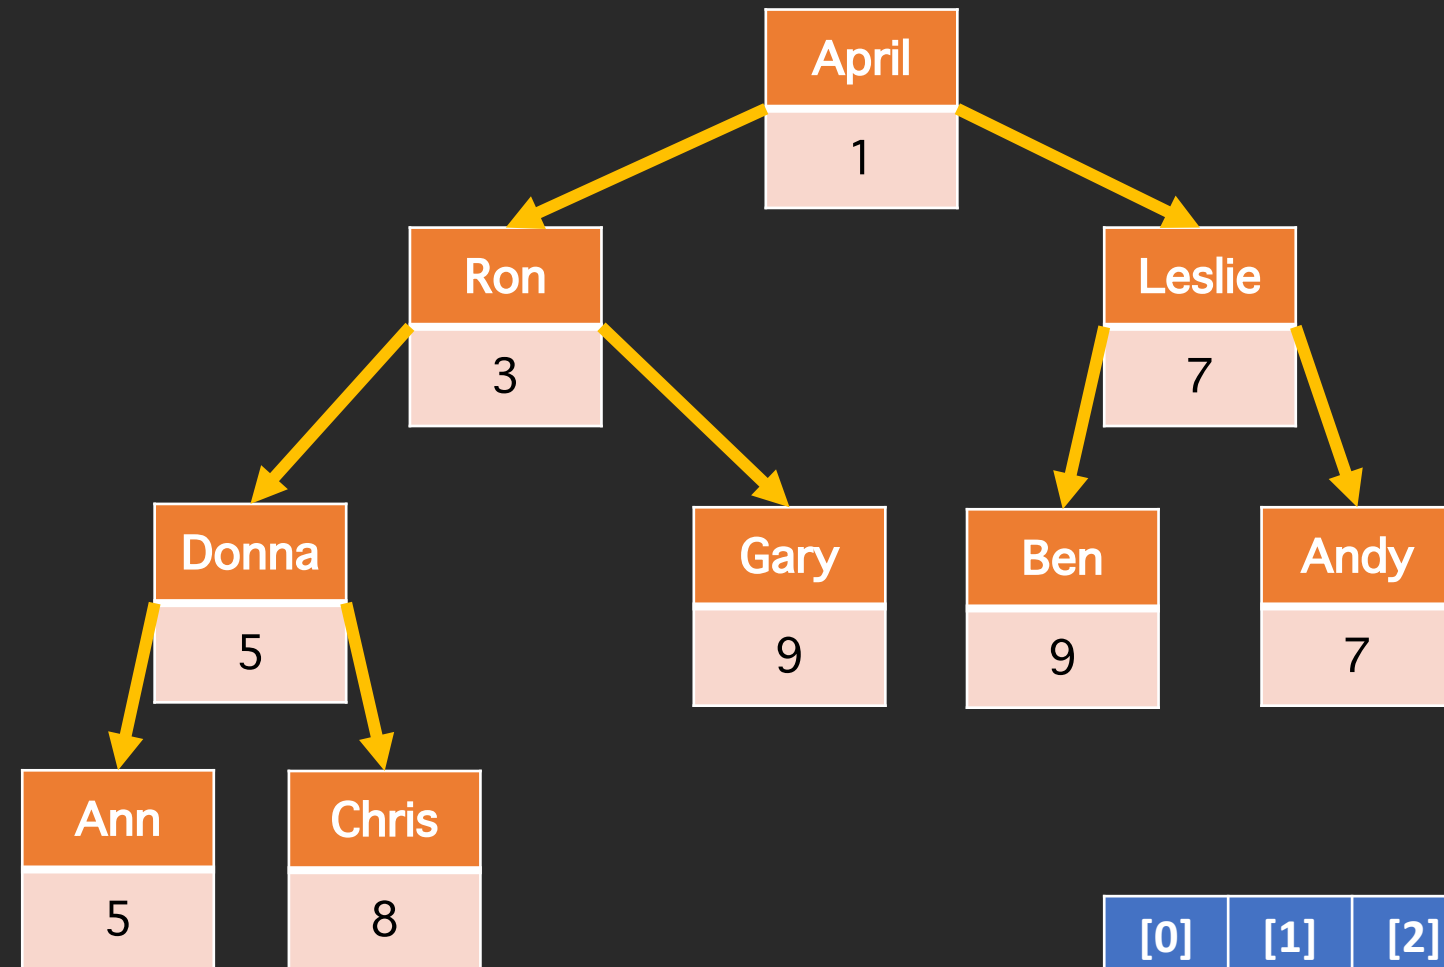 April
1
Ron
Leslie
3
7
Donna
Gary
Ben
Andy
5
9
9
7
Ann
Chris
5
8
[0] [1] [2]